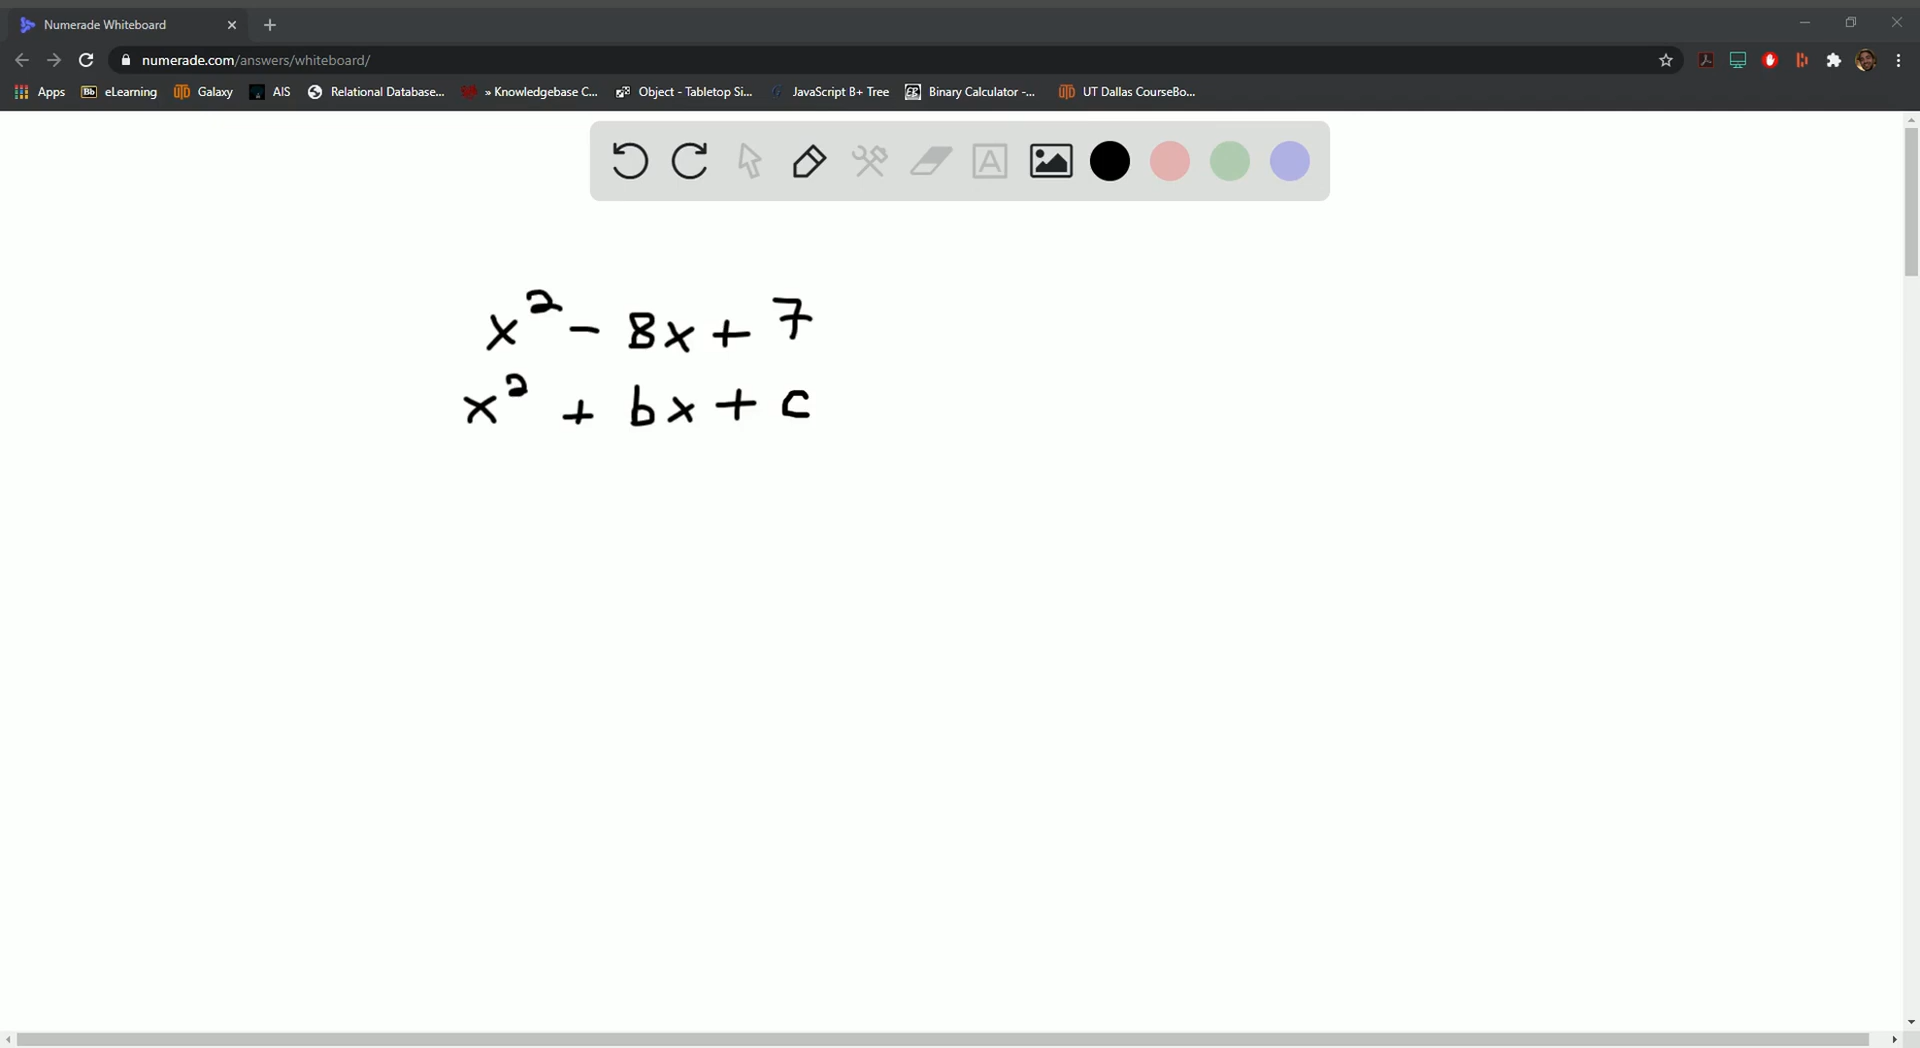 Numerade Whiteboard
numerade.com/answers/whiteboard/
Apps eLearning Galaxy AIS Relational Database... » Knowledgebase C... Object - Tabletop Si... JavaScript B+ Tree Binary Calculator -... UT Dallas CourseBo...
A
x² - 8x + 7
x² + bx + c